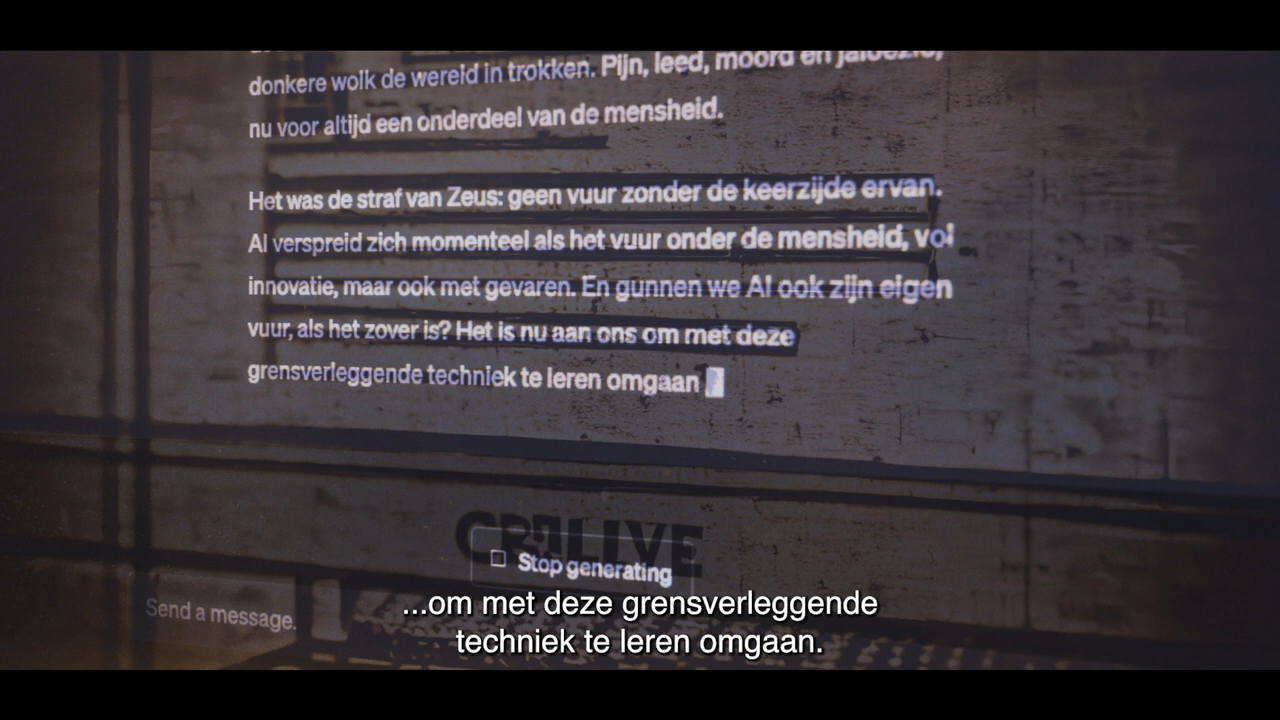 donkere wolk de wereld in trokken. Pijn, leed, moord en jaloezie,
nu voor altijd een onderdeel van de mensheid.
Het was de straf van Zeus: geen vuur zonder de keerzijde ervan.
AI verspreid zich momenteel als het vuur onder de mensheid, vol
innovatie, maar ook met gevaren. En gunnen we AI ook zijn eigen
vuur, als het zover is? Het is nu aan ons om met deze
grensverleggende techniek te leren omgaan
Stop generating
Send a message.
...om met deze grensverleggende
techniek te leren omgaan.